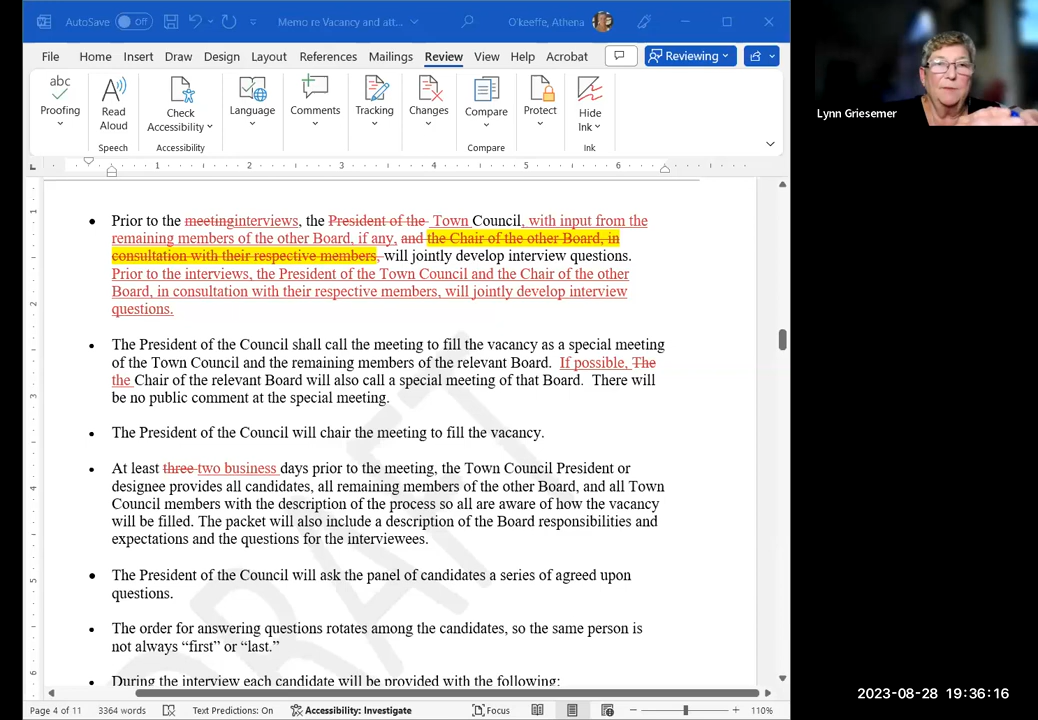 AutoSave Off Memo re Vacancy and att... O'keeffe, Athena
File Home Insert Draw Design Layout References Mailings Review View Help Acrobat Reviewing
abc
Proofing Read Aloud Check Accessibility Language Comments Tracking Changes Compare Protect Hide Ink
Speech Accessibility Compare Ink
Lynn Griesemer
1 2 3 4 5 6
Prior to the meetinginterviews, the President of the Town Council, with input from the
remaining members of the other Board, if any, and the Chair of the other Board, in
consultation with their respective members, will jointly develop interview questions.
Prior to the interviews, the President of the Town Council and the Chair of the other
Board, in consultation with their respective members, will jointly develop interview
questions.
The President of the Council shall call the meeting to fill the vacancy as a special meeting
of the Town Council and the remaining members of the relevant Board. If possible, The
the Chair of the relevant Board will also call a special meeting of that Board. There will
be no public comment at the special meeting.
The President of the Council will chair the meeting to fill the vacancy.
At least three two business days prior to the meeting, the Town Council President or
designee provides all candidates, all remaining members of the other Board, and all Town
Council members with the description of the process so all are aware of how the vacancy
will be filled. The packet will also include a description of the Board responsibilities and
expectations and the questions for the interviewees.
The President of the Council will ask the panel of candidates a series of agreed upon
questions.
The order for answering questions rotates among the candidates, so the same person is
not always “first” or “last.”
During the interview each candidate will be provided with the following:
DRAFT
1 2 3 4 5 6
Page 4 of 11 3364 words Text Predictions: On Accessibility: Investigate Focus 110%
2023-08-28 19:36:16